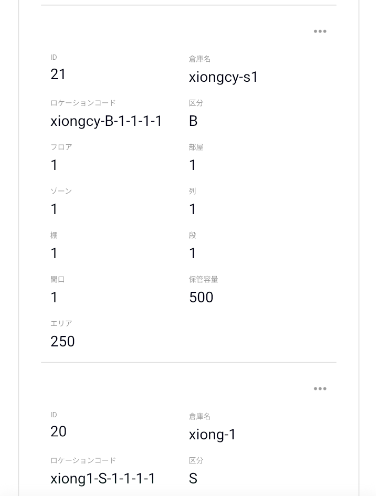 ID 倉庫名
21 xiongcy-s1
ロケーションコード 区分
xiongcy-B-1-1-1-1 B
フロア 部屋
1 1
ゾーン 列
1 1
棚 段
1 1
間口 保管容量
1 500
エリア
250
ID 倉庫名
20 xiong-1
ロケーションコード 区分
xiong1-S-1-1-1-1 S